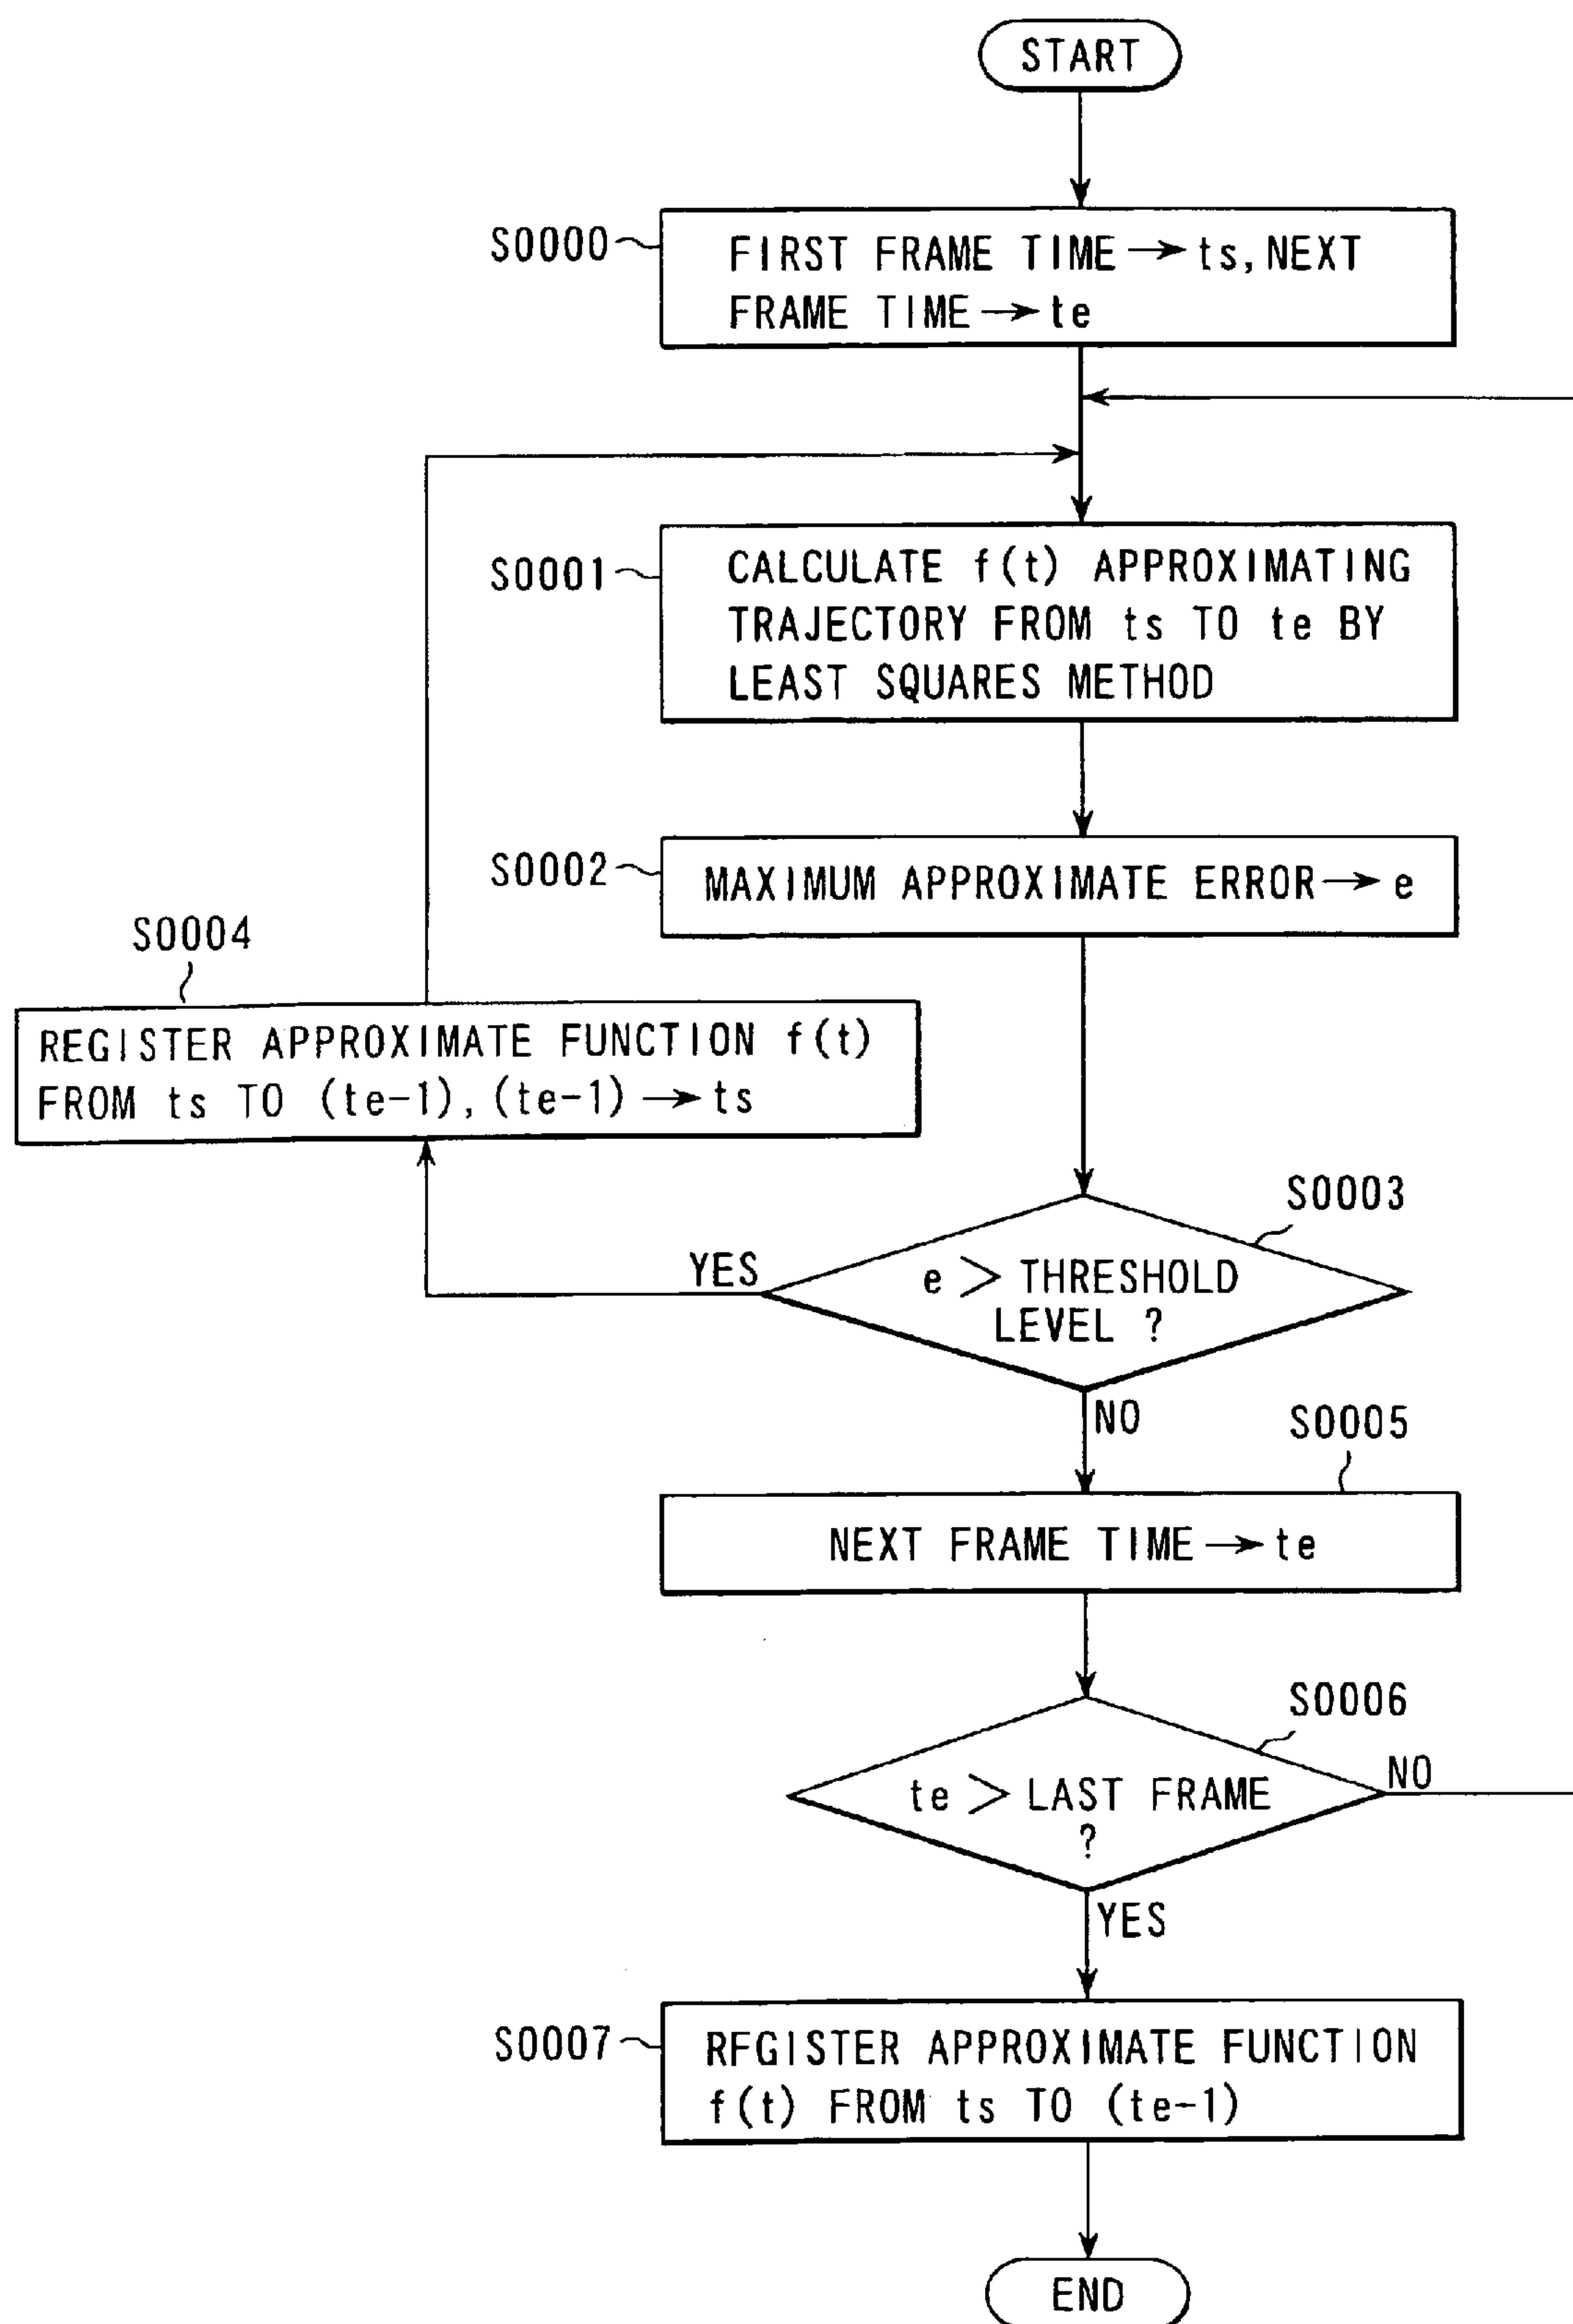 START
S0000
FIRST FRAME TIME → ts, NEXT
FRAME TIME → te
S0001
CALCULATE f(t) APPROXIMATING
TRAJECTORY FROM ts TO te BY
LEAST SQUARES METHOD
S0002
MAXIMUM APPROXIMATE ERROR → e
S0004
REGISTER APPROXIMATE FUNCTION f(t)
FROM ts TO (te-1), (te-1) → ts
S0003
YES
e > THRESHOLD
LEVEL ?
NO
S0005
NEXT FRAME TIME → te
S0006
te > LAST FRAME
?
NO
YES
S0007
RFGISTER APPROXIMATE FUNCTION
f(t) FROM ts TO (te-1)
END